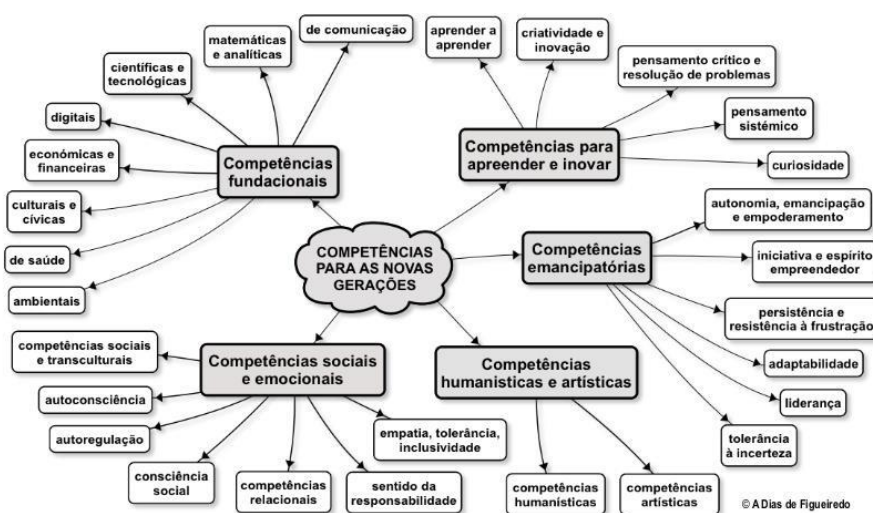 de comunicação
matemáticas
e analíticas
científicas e
tecnológicas
digitais
económicas e
financeiras
culturais e
cívicas
de saúde
ambientais
Competências
fundacionais
aprender a
aprender
criatividade e
inovação
pensamento crítico e
resolução de problemas
pensamento
sistémico
curiosidade
Competências para
apreender e inovar
COMPETÊNCIAS
PARA AS NOVAS
GERAÇÕES
Competências
emancipatórias
autonomia, emancipação
e empoderamento
iniciativa e espírito
empreendedor
persistência e
resistência à frustração
adaptabilidade
liderança
tolerância
à incerteza
Competências sociais
e emocionais
competências sociais
e transculturais
autoconsciência
autoregulação
consciência
social
competências
relacionais
sentido da
responsabilidade
empatia, tolerância,
inclusividade
Competências
humanisticas e artísticas
competências
humanísticas
competências
artísticas
© A Dias de Figueiredo